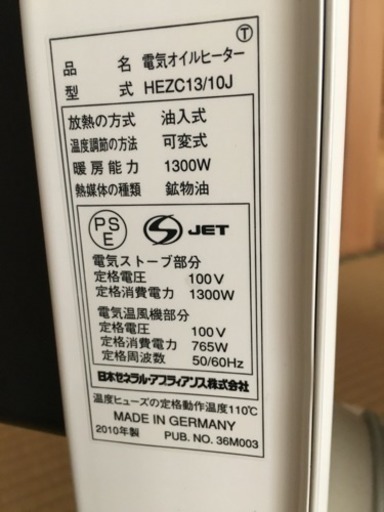 Ⓣ
品 名 電気オイルヒーター
型 式 HEZC13/10J
放熱の方式 油入式
温度調節の方法 可変式
暖房能力 1300W
熱媒体の種類 鉱物油
PS
E
S JET
電気ストーブ部分
定格電圧 100V
定格消費電力 1300W
電気温風機部分
定格電圧 100V
定格消費電力 765W
定格周波数 50/60Hz
日本ゼネラル・アプライアンス株式会社
温度ヒューズの定格動作温度110℃
MADE IN GERMANY
2010年製 PUB. NO. 36M003